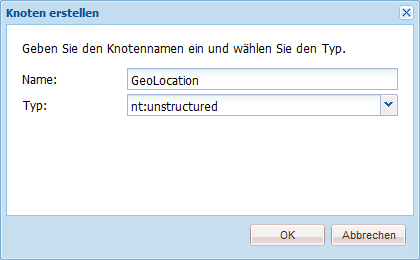 Knoten erstellen
Geben Sie den Knotennamen ein und wählen Sie den Typ.
Name: GeoLocation
Typ: nt:unstructured
OK Abbrechen